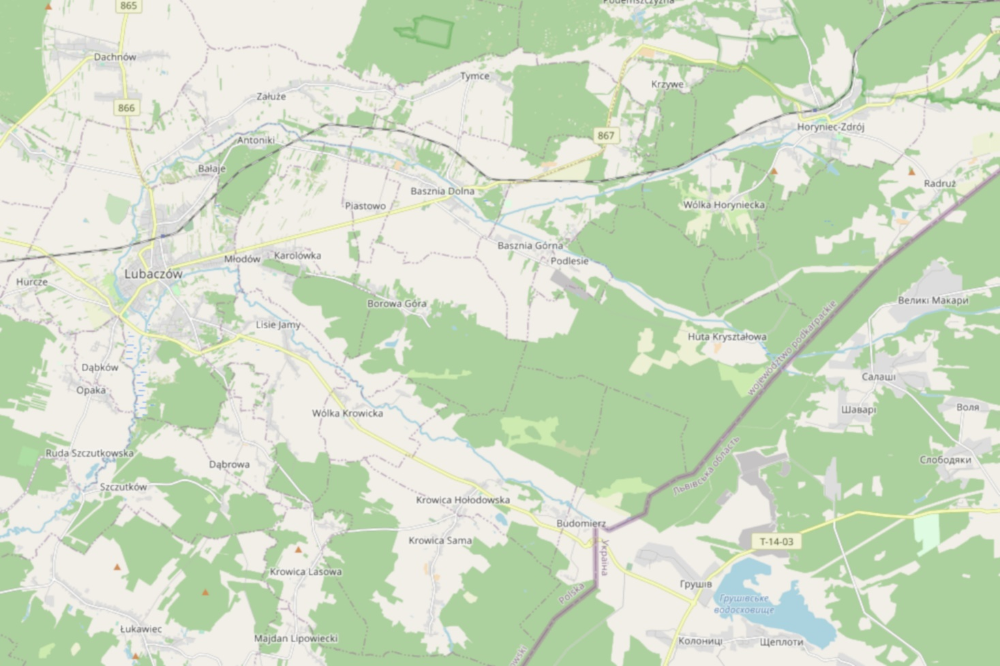 Podemszczyzna
865
Dachnów
Tymce
Krzywe
Załuże
866
Horyniec-Zdrój
867
Antoniki
Bałaje
Radruż
Basznia Dolna
Piastowo
Wólka Horyniecka
Basznia Górna
Młodów
Karolówka
Podlesie
Lubaczów
Hurcze
Великі Макари
Borowa Góra
województwo podkarpackie
Lisie Jamy
Huta Kryształowa
Dąbków
Салаші
Opaka
Шаварі
Воля
Wólka Krowicka
Ruda Szczutkowska
Dąbrowa
Слободяки
Львівська область
Szczutków
Krowica Hołodowska
Budomierz
Krowica Sama
T-14-03
Україна
Krowica Lasowa
Грушів
Polska
Грушівське
водосховище
Łukawiec
Majdan Lipowiecki
Колониці
Щеплоти